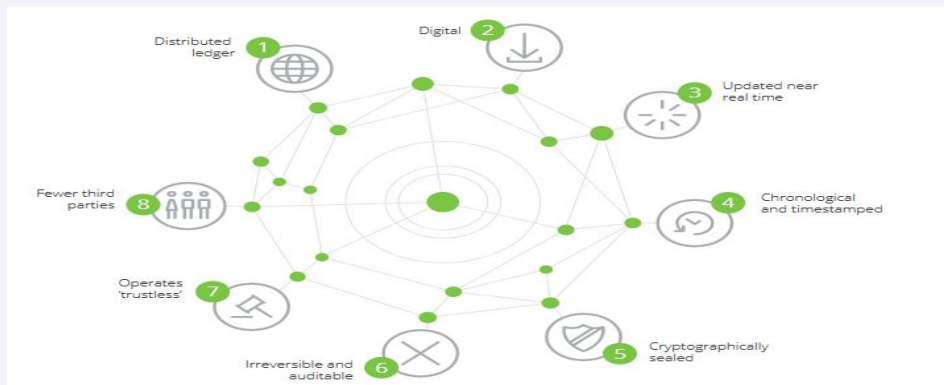 1
Distributed
ledger
2
Digital
3
Updated near
real time
4
Chronological
and timestamped
5
Cryptographically
sealed
6
Irreversible and
auditable
7
Operates
‘trustless’
8
Fewer third
parties